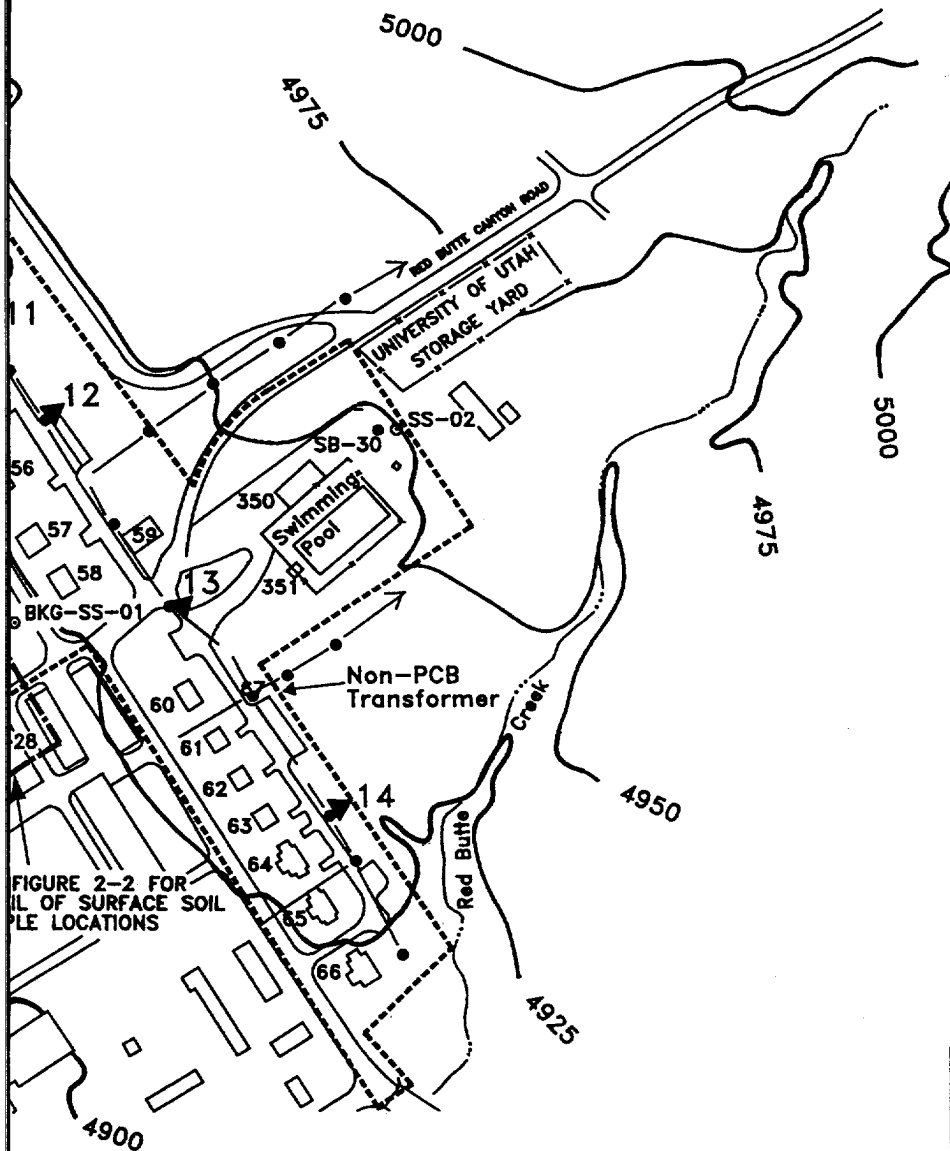 5000
4975
RED BUTTE CANYON ROAD
UNIVERSITY OF UTAH
STORAGE YARD
11
12
SS-02
SB-30
5000
56
350
Swimming
Pool
4975
57
59
58
351
13
BKG-SS-01
67
Non-PCB
Transformer
60
28
61
Creek
62
14
4950
63
Red Butte
64
FIGURE 2-2 FOR
IL OF SURFACE SOIL
PLE LOCATIONS
65
66
4925
4900